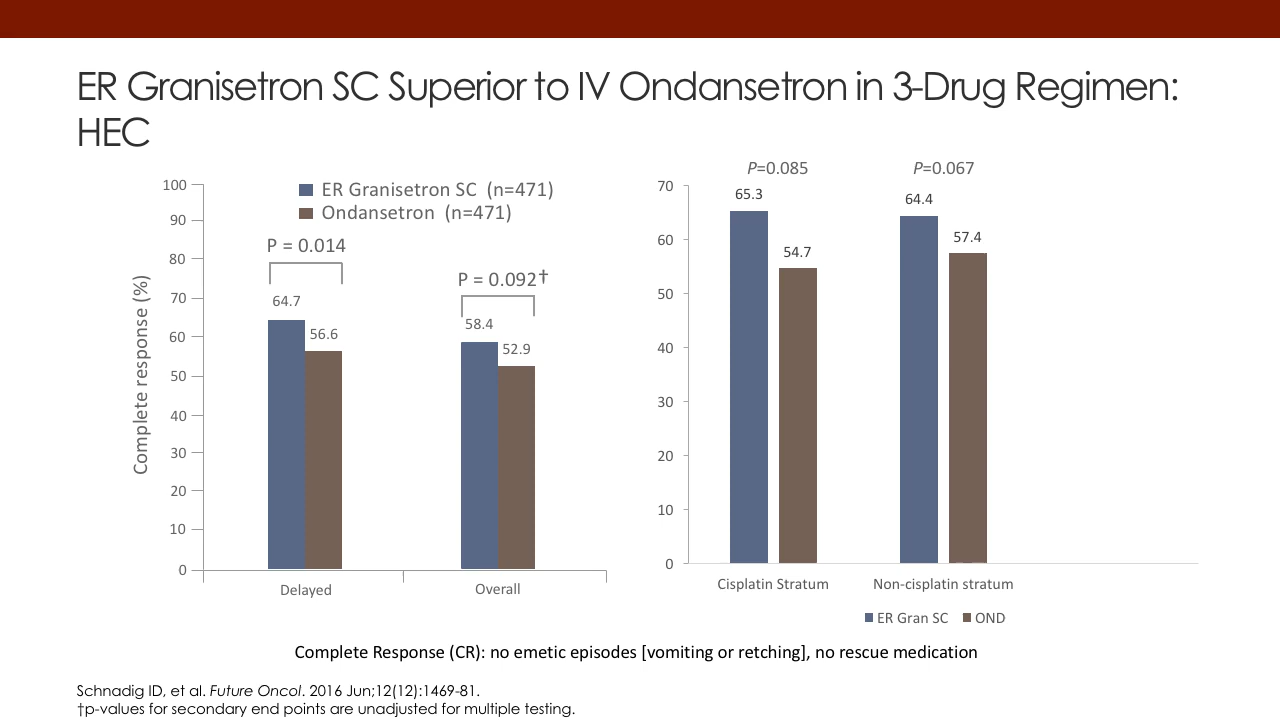 ER Granisetron SC Superior to IV Ondansetron in 3-Drug Regimen:
HEC
ER Granisetron SC (n=471)
Ondansetron (n=471)
Complete response (%)
100
90
80
70
60
50
40
30
20
10
0
P = 0.014
64.7
56.6
P = 0.092†
58.4
52.9
Delayed
Overall
P=0.085
P=0.067
70
60
50
40
30
20
10
0
65.3
54.7
64.4
57.4
Cisplatin Stratum
Non-cisplatin stratum
ER Gran SC
OND
Complete Response (CR): no emetic episodes [vomiting or retching], no rescue medication
Schnadig ID, et al. Future Oncol. 2016 Jun;12(12):1469-81.
†p-values for secondary end points are unadjusted for multiple testing.